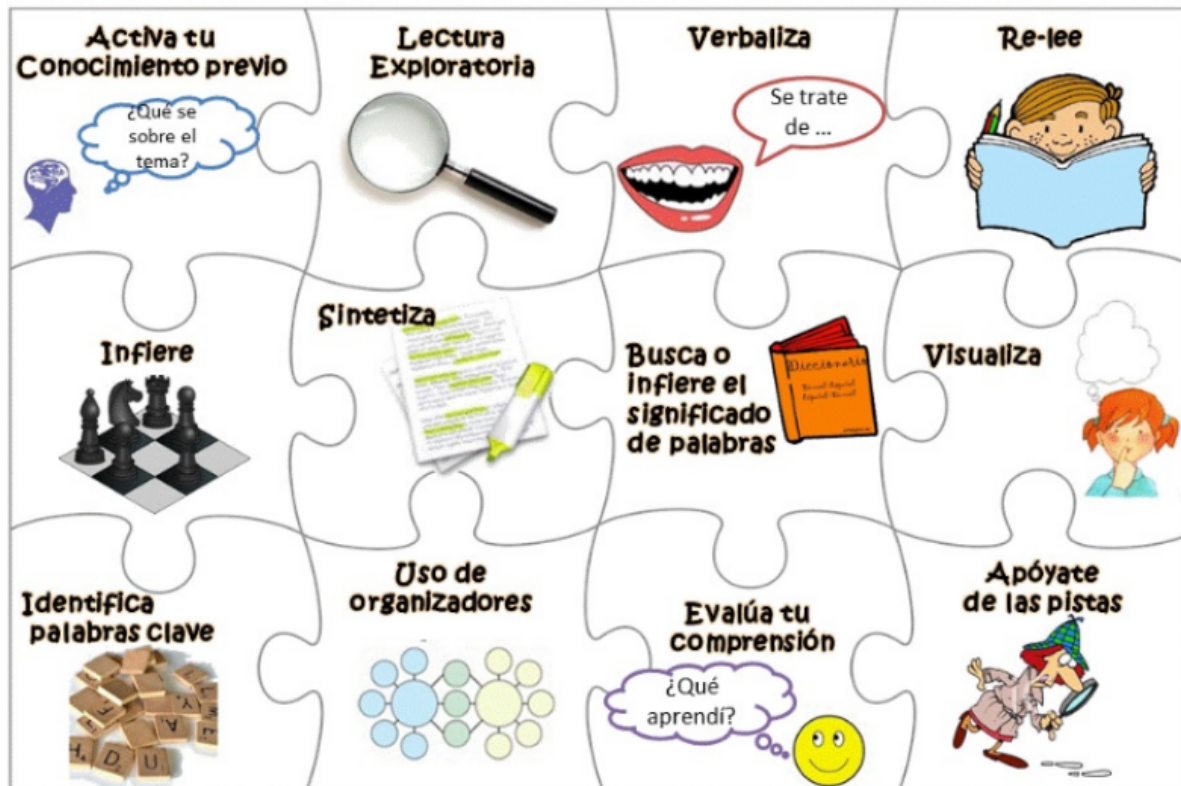 Activa tu
Conocimiento previo
¿Qué se
sobre el
tema?
Lectura
Exploratoria
Verbaliza
Se trate
de ...
Re-lee
Infiere
Sintetiza
Busca o
infiere el
significado
de palabras
Diccionario
Visualiza
Identifica
palabras clave
H
D
U
A
Uso de
organizadores
Evalúa tu
comprensión
¿Qué
aprendí?
Apóyate
de las pistas